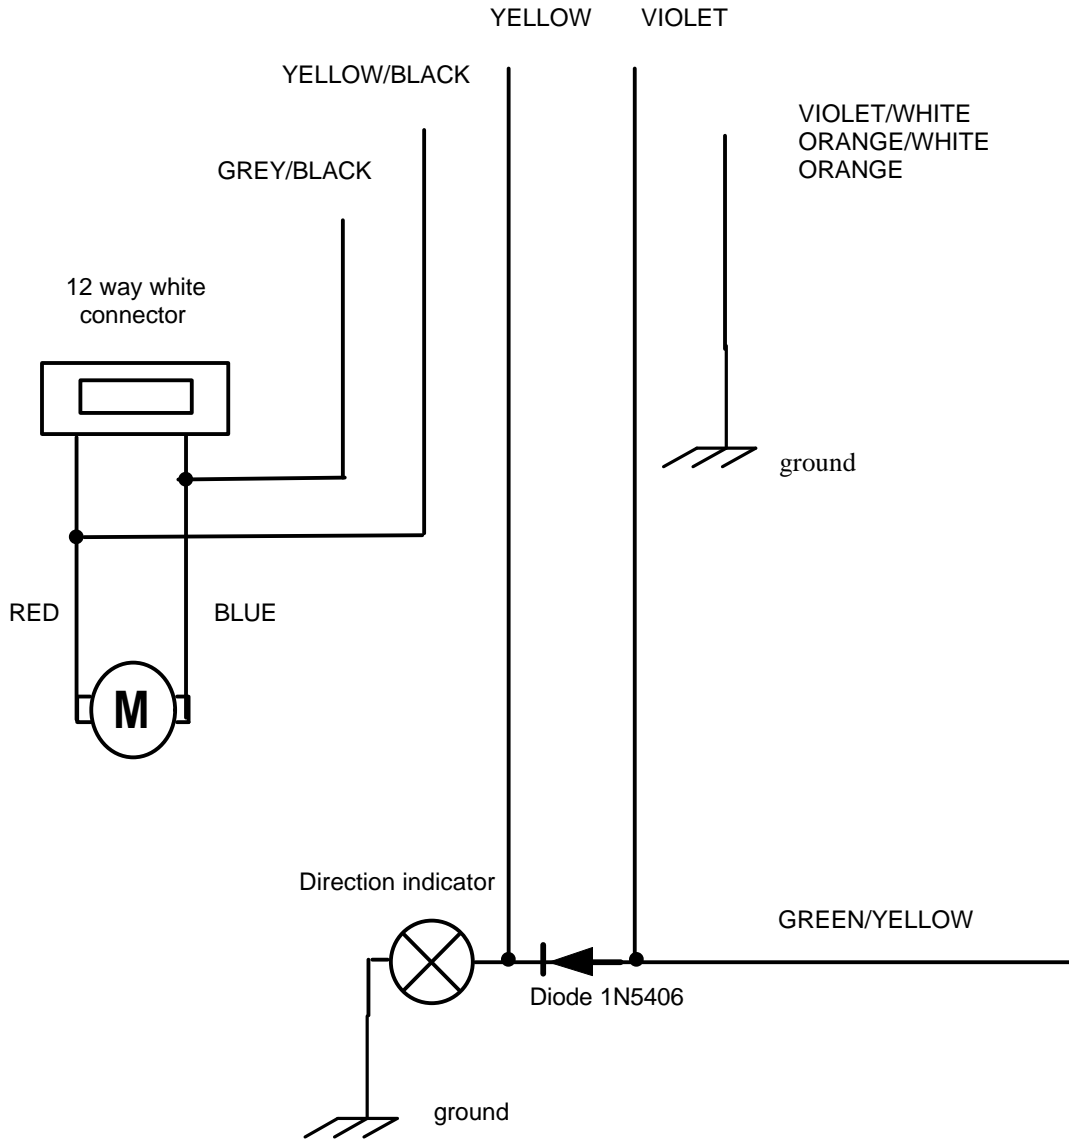 YELLOW
VIOLET
YELLOW/BLACK
VIOLET/WHITE
ORANGE/WHITE
ORANGE
GREY/BLACK
12 way white
connector
ground
RED
BLUE
M
Direction indicator
GREEN/YELLOW
Diode 1N5406
ground